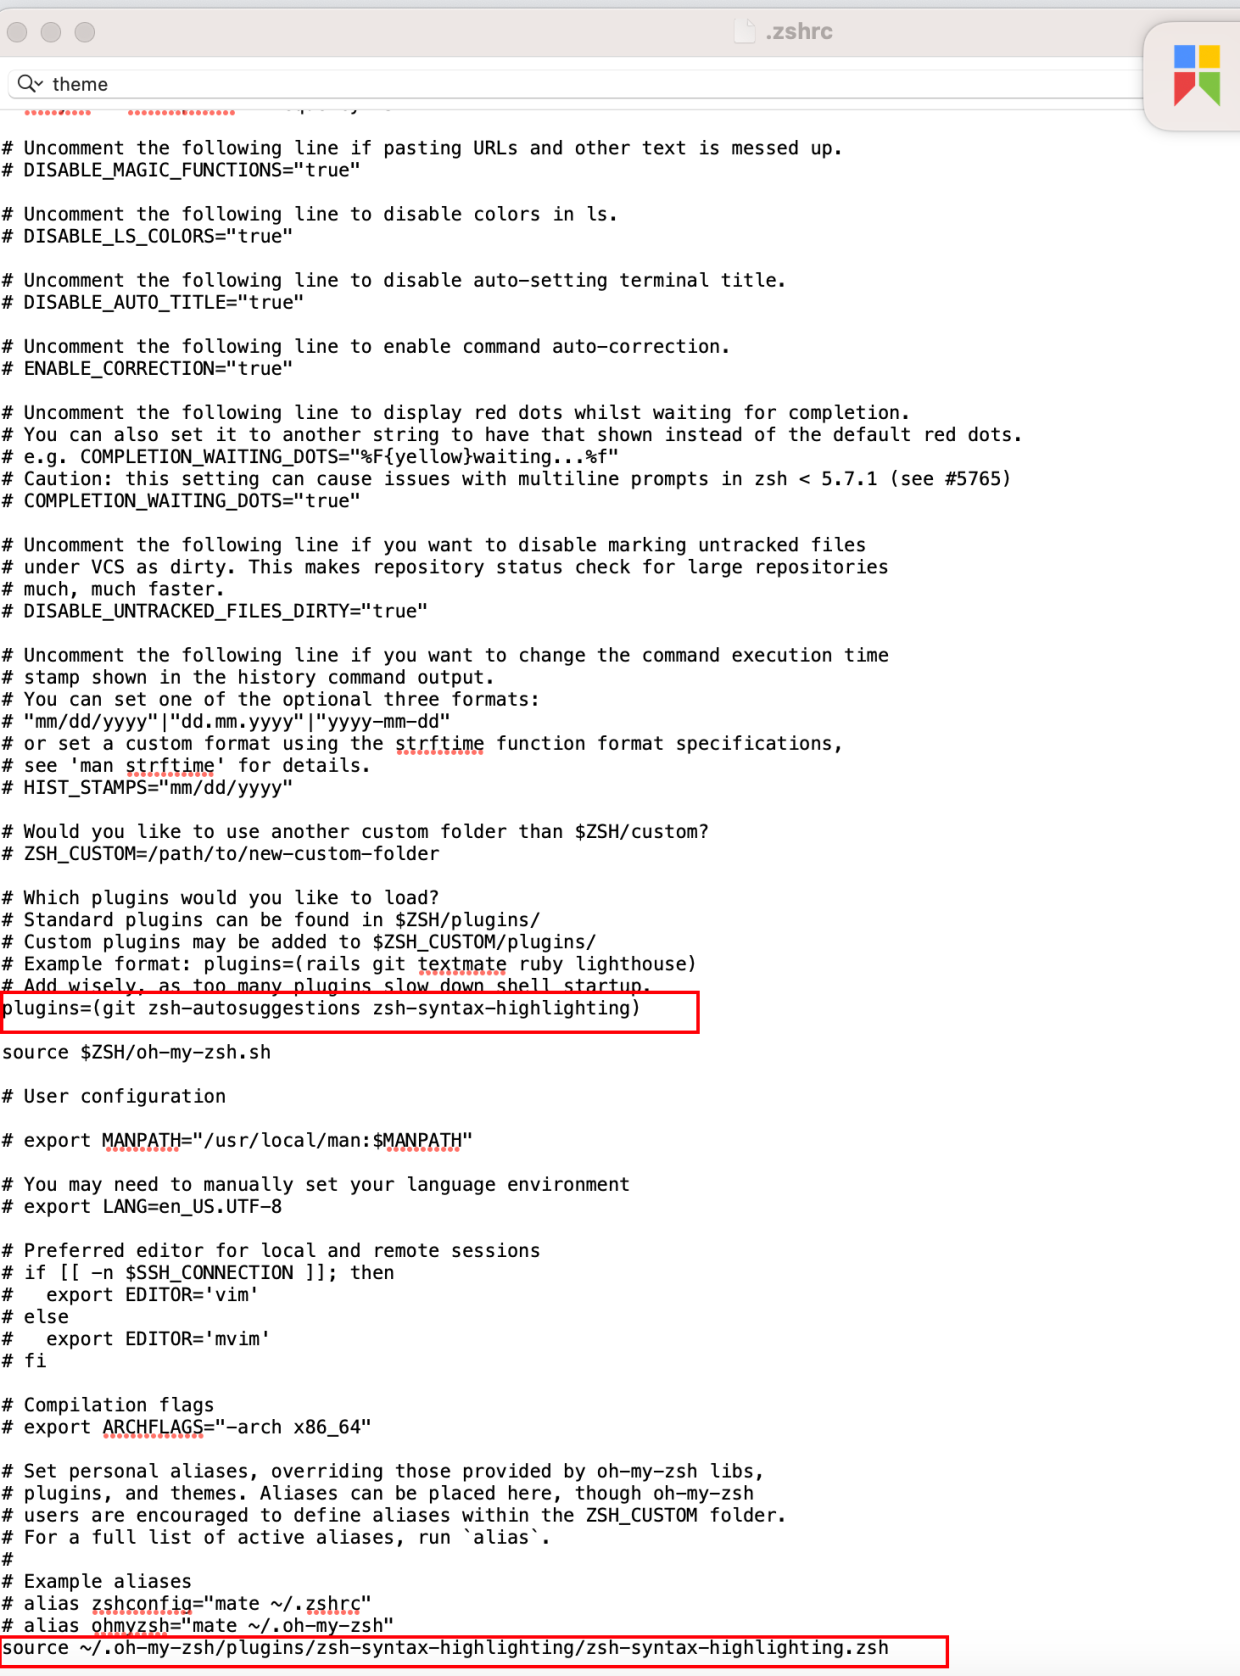 .zshrc
theme
# Uncomment the following line if pasting URLs and other text is messed up.
# DISABLE_MAGIC_FUNCTIONS="true"
# Uncomment the following line to disable colors in ls.
# DISABLE_LS_COLORS="true"
# Uncomment the following line to disable auto-setting terminal title.
# DISABLE_AUTO_TITLE="true"
# Uncomment the following line to enable command auto-correction.
# ENABLE_CORRECTION="true"
# Uncomment the following line to display red dots whilst waiting for completion.
# You can also set it to another string to have that shown instead of the default red dots.
# e.g. COMPLETION_WAITING_DOTS="%F{yellow}waiting...%f"
# Caution: this setting can cause issues with multiline prompts in zsh < 5.7.1 (see #5765)
# COMPLETION_WAITING_DOTS="true"
# Uncomment the following line if you want to disable marking untracked files
# under VCS as dirty. This makes repository status check for large repositories
# much, much faster.
# DISABLE_UNTRACKED_FILES_DIRTY="true"
# Uncomment the following line if you want to change the command execution time
# stamp shown in the history command output.
# You can set one of the optional three formats:
# "mm/dd/yyyy"|"dd.mm.yyyy"|"yyyy-mm-dd"
# or set a custom format using the strftime function format specifications,
# see 'man strftime' for details.
# HIST_STAMPS="mm/dd/yyyy"
# Would you like to use another custom folder than $ZSH/custom?
# ZSH_CUSTOM=/path/to/new-custom-folder
# Which plugins would you like to load?
# Standard plugins can be found in $ZSH/plugins/
# Custom plugins may be added to $ZSH_CUSTOM/plugins/
# Example format: plugins=(rails git textmate ruby lighthouse)
# Add wisely, as too many plugins slow down shell startup.
plugins=(git zsh-autosuggestions zsh-syntax-highlighting)
source $ZSH/oh-my-zsh.sh
# User configuration
# export MANPATH="/usr/local/man:$MANPATH"
# You may need to manually set your language environment
# export LANG=en_US.UTF-8
# Preferred editor for local and remote sessions
# if [[ -n $SSH_CONNECTION ]]; then
#   export EDITOR='vim'
# else
#   export EDITOR='mvim'
# fi
# Compilation flags
# export ARCHFLAGS="-arch x86_64"
# Set personal aliases, overriding those provided by oh-my-zsh libs,
# plugins, and themes. Aliases can be placed here, though oh-my-zsh
# users are encouraged to define aliases within the ZSH_CUSTOM folder.
# For a full list of active aliases, run `alias`.
#
# Example aliases
# alias zshconfig="mate ~/.zshrc"
# alias ohmyzsh="mate ~/.oh-my-zsh"
source ~/.oh-my-zsh/plugins/zsh-syntax-highlighting/zsh-syntax-highlighting.zsh